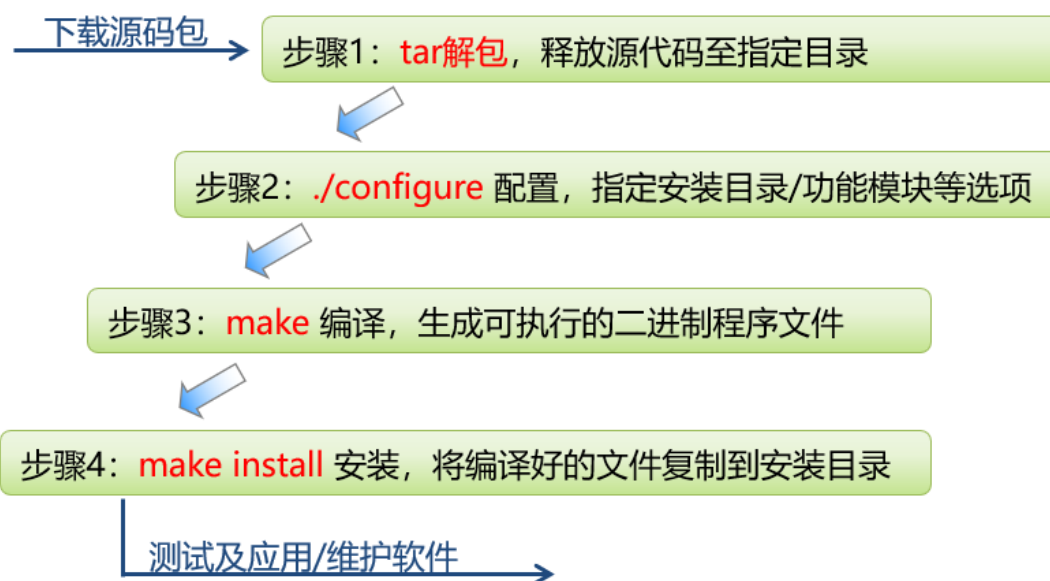 下载源码包
步骤1：tar解包，释放源代码至指定目录
步骤2：./configure 配置，指定安装目录/功能模块等选项
步骤3：make 编译，生成可执行的二进制程序文件
步骤4：make install 安装，将编译好的文件复制到安装目录
测试及应用/维护软件